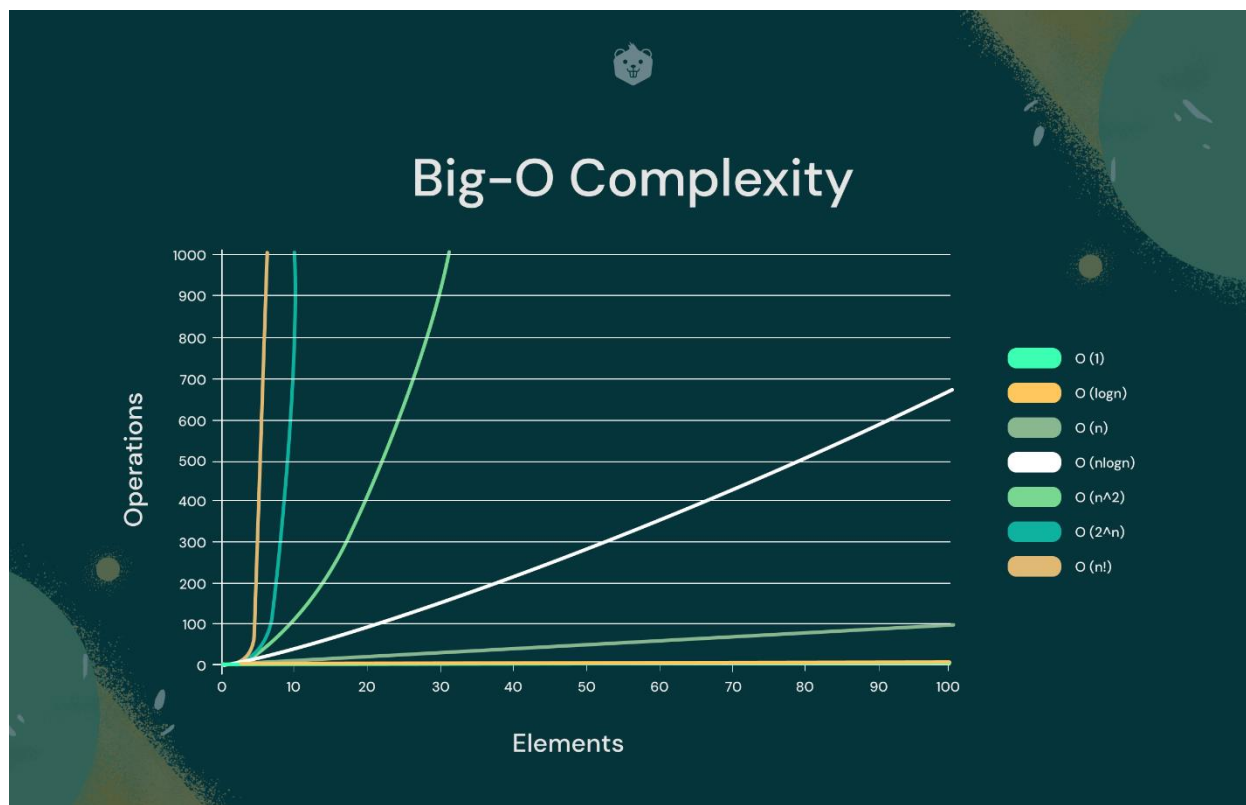 Big-O Complexity
1000
900
800
700
600
500
400
300
200
100
0
Operations
0 10 20 30 40 50 60 70 80 90 100
Elements
O (1)
O (logn)
O (n)
O (nlogn)
O (n^2)
O (2^n)
O (n!)